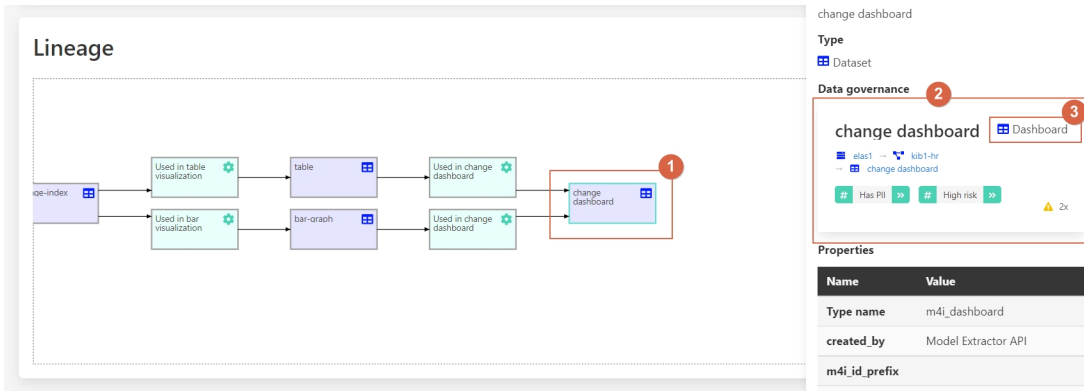 Lineage
ge-index
Used in table
visualization
table
Used in change
dashboard
Used in bar
visualization
bar-graph
Used in change
dashboard
change
dashboard
1
change dashboard
Type
Dataset
Data governance
2
3
change dashboard
Dashboard
elas1 → kib1-hr
→ change dashboard
# Has PII »
# High risk »
2x
Properties
Name Value
Type name m4i_dashboard
created_by Model Extractor API
m4i_id_prefix